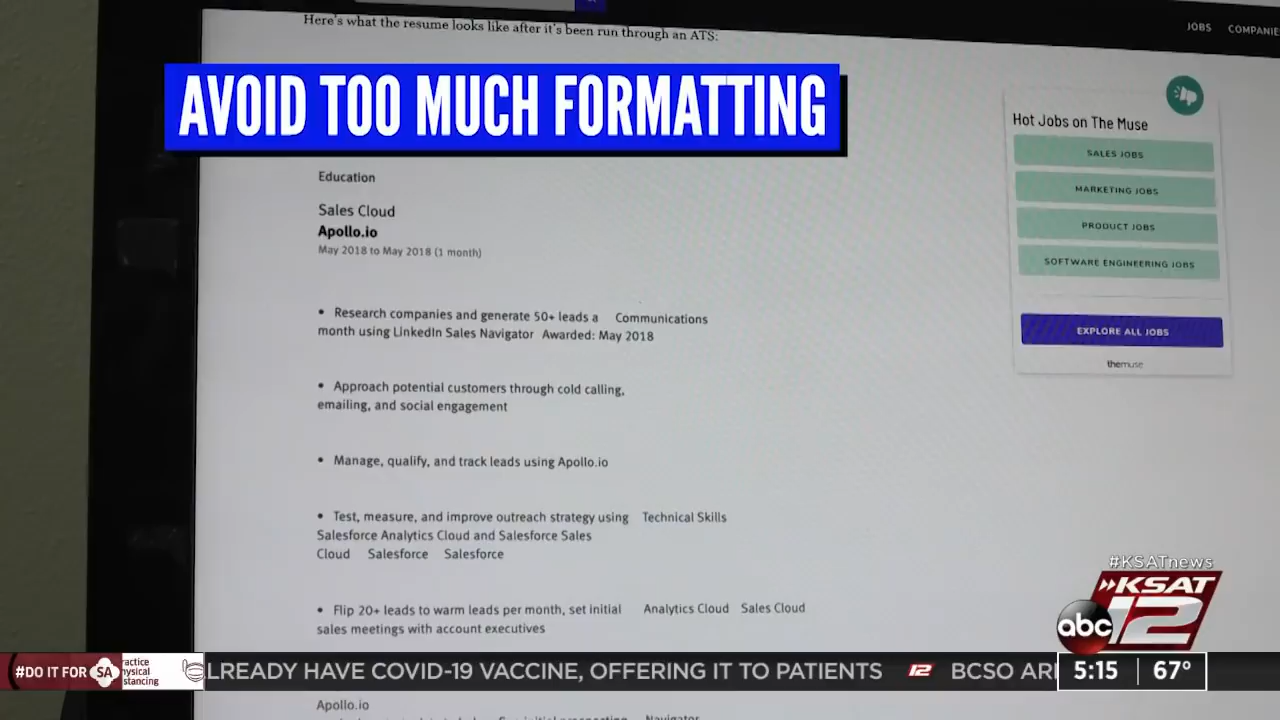 Here's what the resume looks like after it's been run through an ATS:
JOBS COMPANIE
AVOID TOO MUCH FORMATTING
Hot Jobs on The Muse
SALES JOBS
MARKETING JOBS
PRODUCT JOBS
SOFTWARE ENGINEERING JOBS
EXPLORE ALL JOBS
themuse
Education
Sales Cloud
Apollo.io
May 2018 to May 2018 (1 month)
• Research companies and generate 50+ leads a Communications
month using LinkedIn Sales Navigator Awarded: May 2018
• Approach potential customers through cold calling,
emailing, and social engagement
• Manage, qualify, and track leads using Apollo.io
• Test, measure, and improve outreach strategy using Technical Skills
Salesforce Analytics Cloud and Salesforce Sales
Cloud Salesforce Salesforce
• Flip 20+ leads to warm leads per month, set initial Analytics Cloud Sales Cloud
sales meetings with account executives
#KSATnews
KSAT
abc 12
#DO IT FOR SA
ractice
hysical
stancing
LREADY HAVE COVID-19 VACCINE, OFFERING IT TO PATIENTS 12 BCSO ARI
5:15 67°
Apollo.io
Navigator